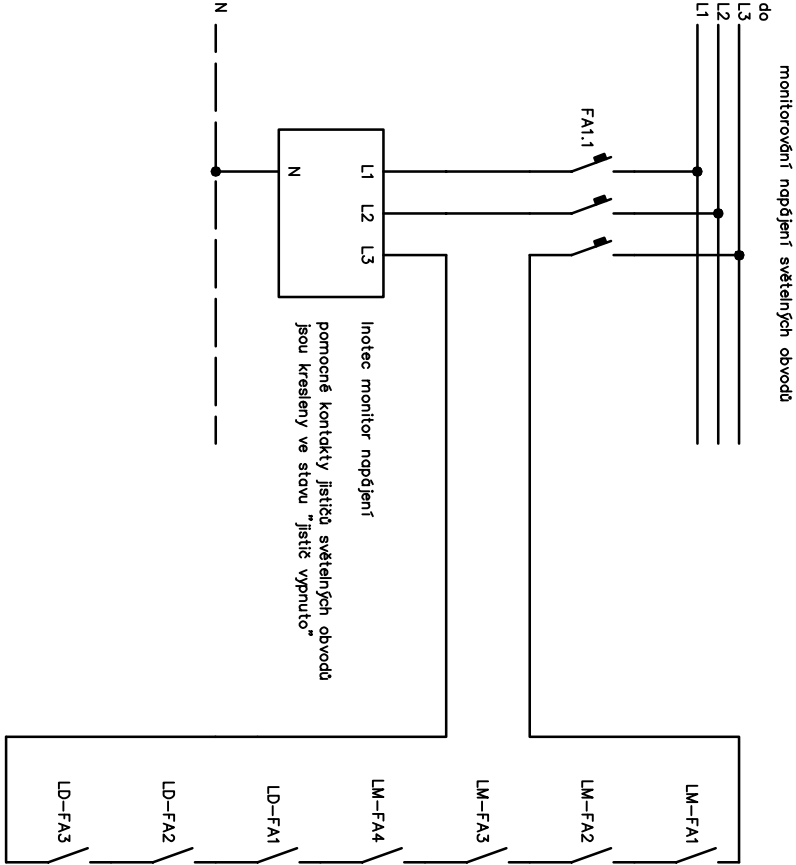 do
monitorování napájení světelných obvodů
L3
L2
L1
FA1.1
N
L1
L2
L3
N
Inotec monitor napájení
pomocné kontakty jističů světelných obvodů
jsou kresleny ve stavu "jistič vypnuto"
LM-FA1
LM-FA2
LM-FA3
LM-FA4
LD-FA1
LD-FA2
LD-FA3